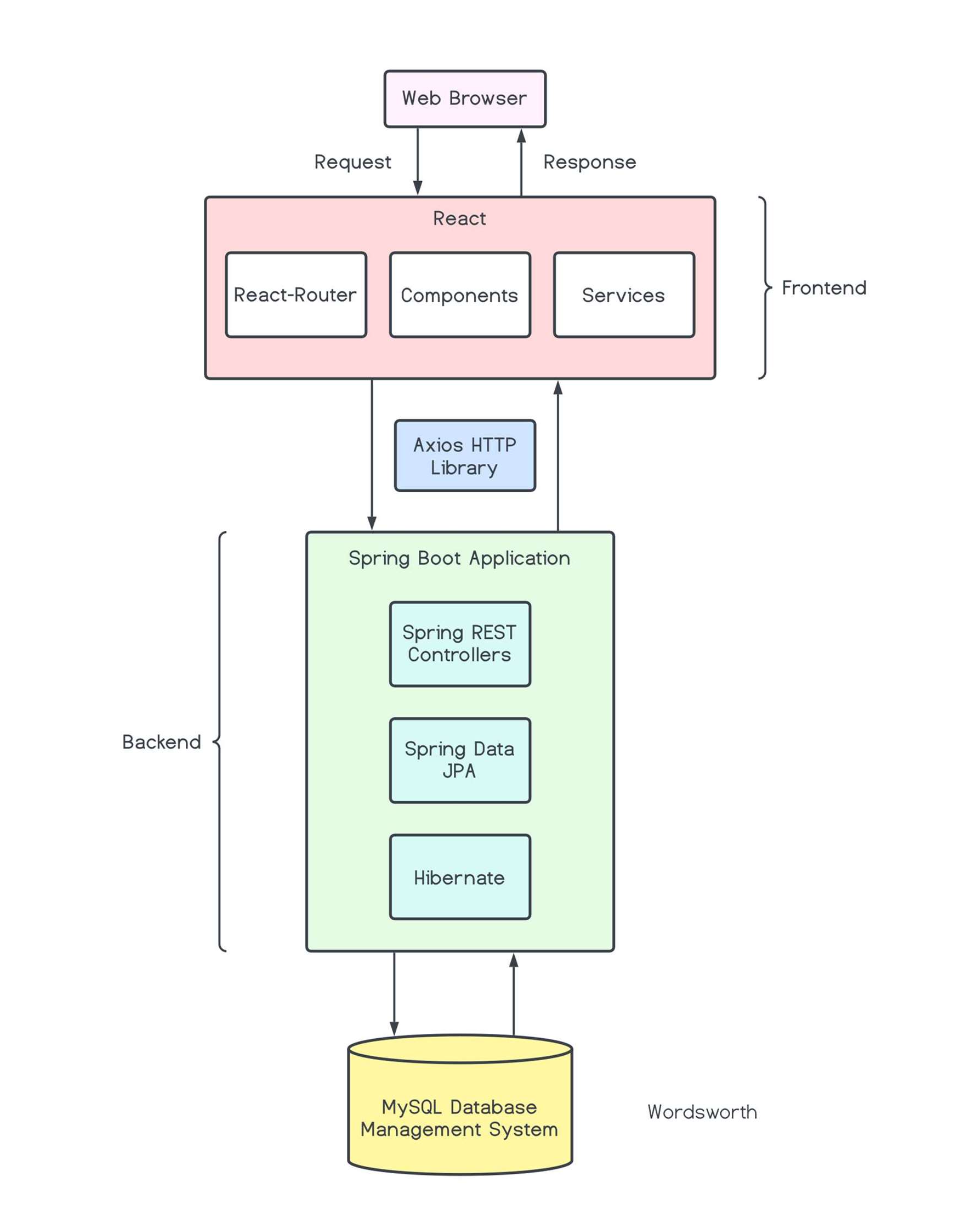 Web Browser
Request
Response
React
React-Router
Components
Services
Frontend
Axios HTTP
Library
Spring Boot Application
Spring REST
Controllers
Backend
Spring Data
JPA
Hibernate
MySQL Database
Management System
Wordsworth